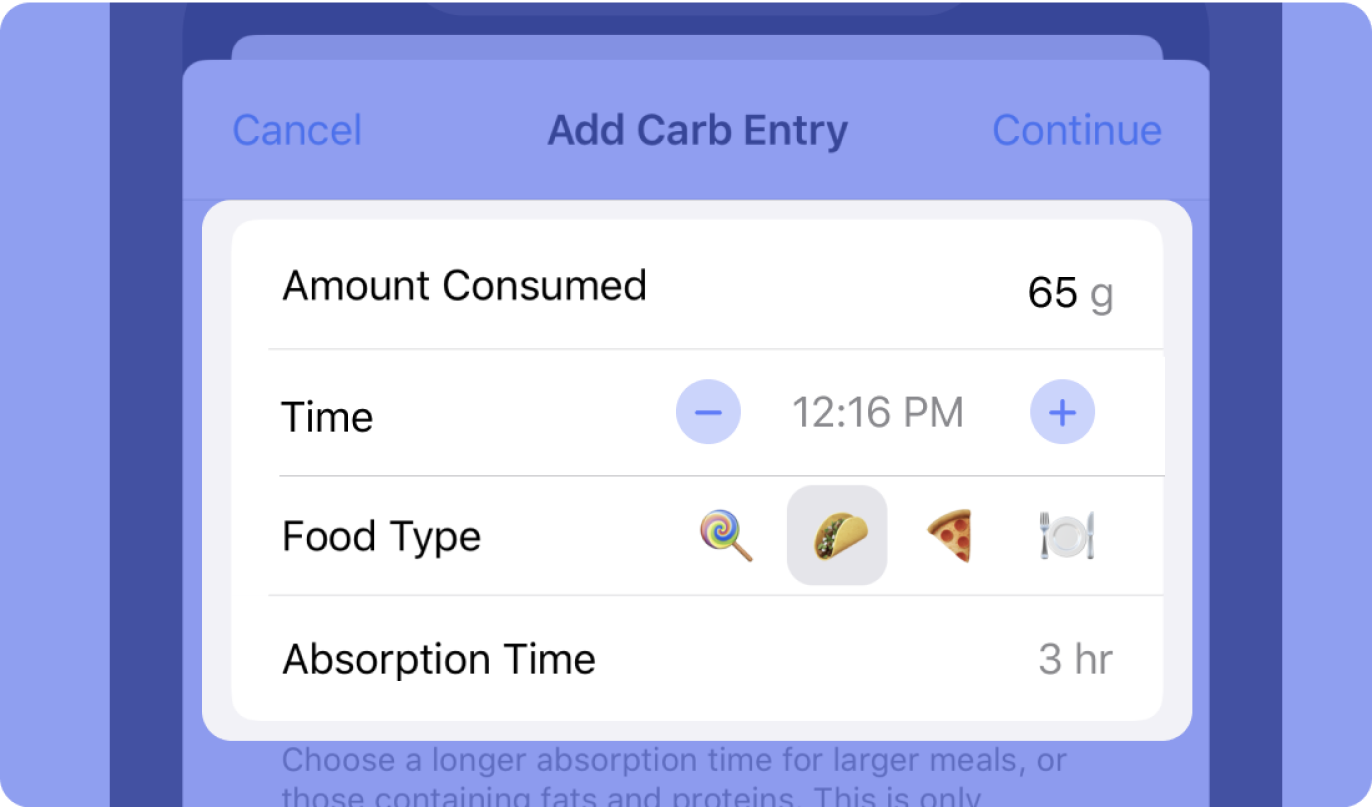 Cancel Add Carb Entry Continue
Amount Consumed 65 g
Time − 12:16 PM +
Food Type
Absorption Time 3 hr
Choose a longer absorption time for larger meals, or
those containing fats and proteins. This is only